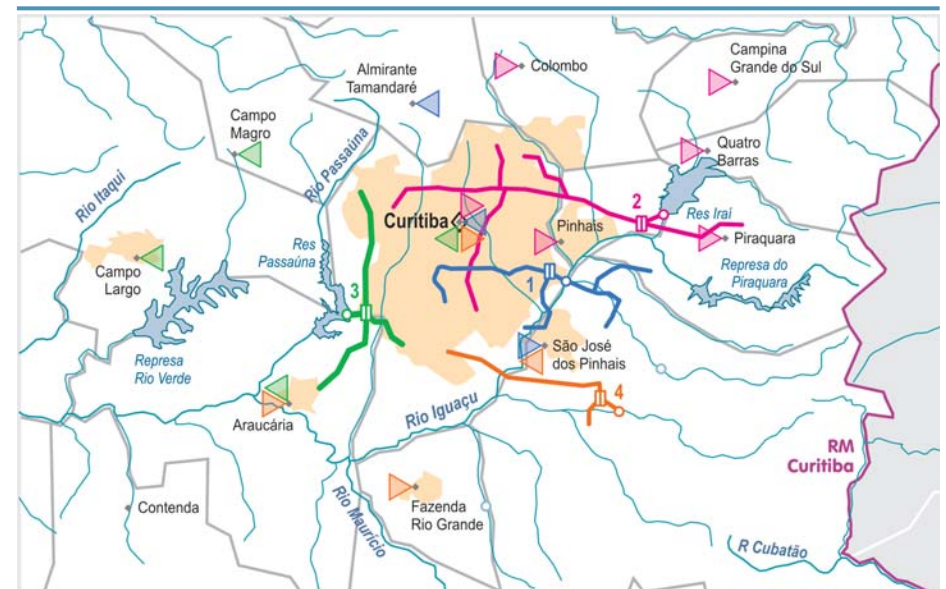 Almirante
Tamandaré
Colombo
Campina
Grande do Sul
Campo
Magro
Rio Passaúna
Quatro
Barras
Rio Itaqui
Curitiba
2
Res Iraí
Pinhais
Piraquara
Res
Passaúna
Campo
Largo
1
Represa do
Piraquara
3
Represa
Rio Verde
São José
dos Pinhais
4
Araucária
Rio Iguaçu
RM
Curitiba
Contenda
Rio Maurício
Fazenda
Rio Grande
R Cubatão